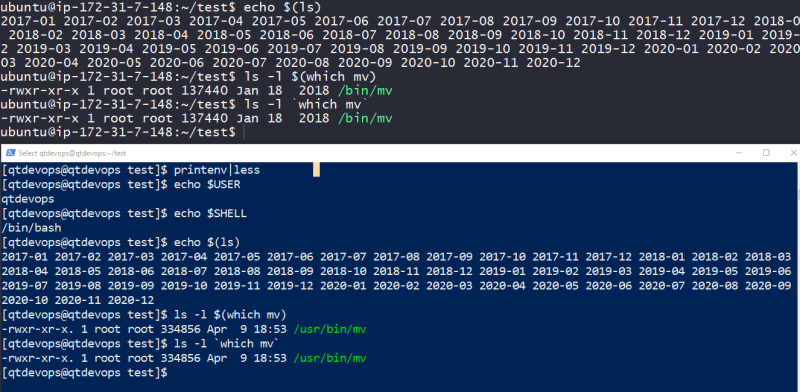 ubuntu@ip-172-31-7-148:~/test$ echo $(ls)
2017-01 2017-02 2017-03 2017-04 2017-05 2017-06 2017-07 2017-08 2017-09 2017-10 2017-11 2017-12 2018-0
 2018-02 2018-03 2018-04 2018-05 2018-06 2018-07 2018-08 2018-09 2018-10 2018-11 2018-12 2019-01 2019-
2 2019-03 2019-04 2019-05 2019-06 2019-07 2019-08 2019-09 2019-10 2019-11 2019-12 2020-01 2020-02 2020-
03 2020-04 2020-05 2020-06 2020-07 2020-08 2020-09 2020-10 2020-11 2020-12
ubuntu@ip-172-31-7-148:~/test$ ls -l $(which mv)
-rwxr-xr-x 1 root root 137440 Jan 18  2018 /bin/mv
ubuntu@ip-172-31-7-148:~/test$ ls -l `which mv`
-rwxr-xr-x 1 root root 137440 Jan 18  2018 /bin/mv
ubuntu@ip-172-31-7-148:~/test$
Select qtdevops@qtdevops:~/test
[qtdevops@qtdevops test]$ printenv|less
[qtdevops@qtdevops test]$ echo $USER
qtdevops
[qtdevops@qtdevops test]$ echo $SHELL
/bin/bash
[qtdevops@qtdevops test]$ echo $(ls)
2017-01 2017-02 2017-03 2017-04 2017-05 2017-06 2017-07 2017-08 2017-09 2017-10 2017-11 2017-12 2018-01 2018-02 2018-03
2018-04 2018-05 2018-06 2018-07 2018-08 2018-09 2018-10 2018-11 2018-12 2019-01 2019-02 2019-03 2019-04 2019-05 2019-06
2019-07 2019-08 2019-09 2019-10 2019-11 2019-12 2020-01 2020-02 2020-03 2020-04 2020-05 2020-06 2020-07 2020-08 2020-09
2020-10 2020-11 2020-12
[qtdevops@qtdevops test]$ ls -l $(which mv)
-rwxr-xr-x. 1 root root 334856 Apr  9 18:53 /usr/bin/mv
[qtdevops@qtdevops test]$ ls -l `which mv`
-rwxr-xr-x. 1 root root 334856 Apr  9 18:53 /usr/bin/mv
[qtdevops@qtdevops test]$